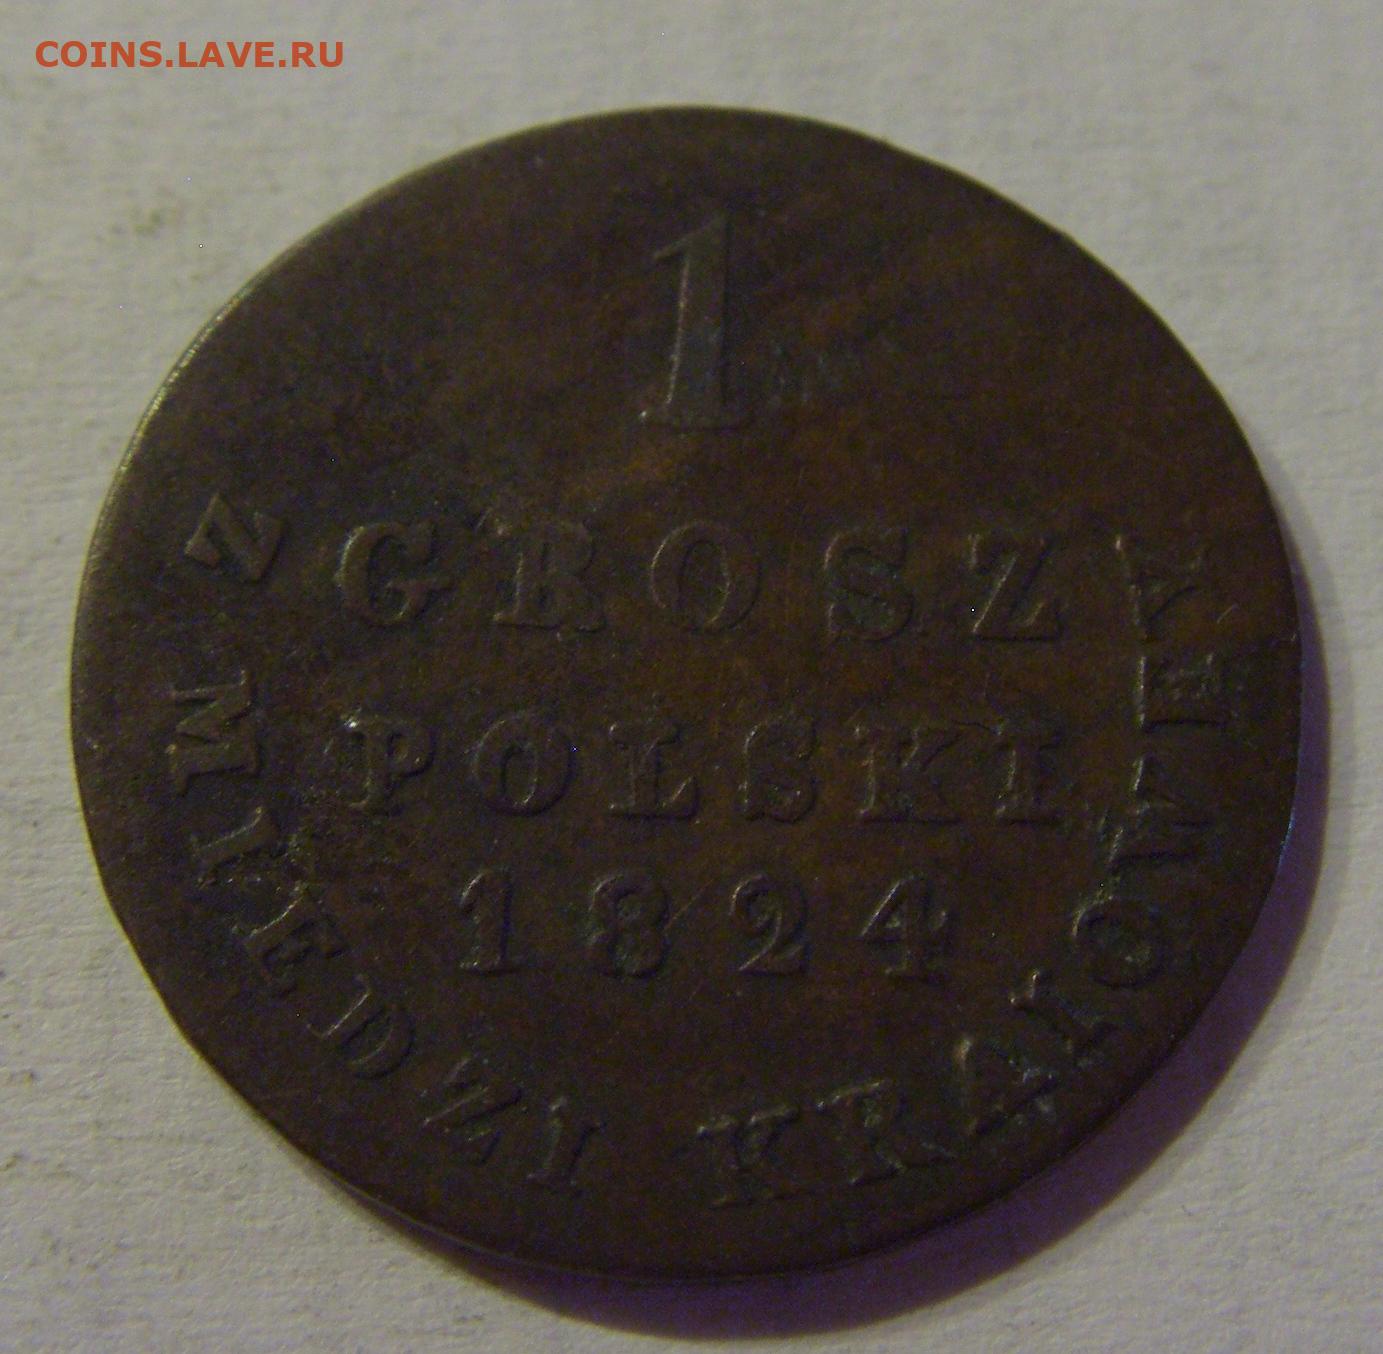 COINS.LAVE.RU
1
GROSZ
POLSKI
1824
Z MIEDZI KRAIOWEY